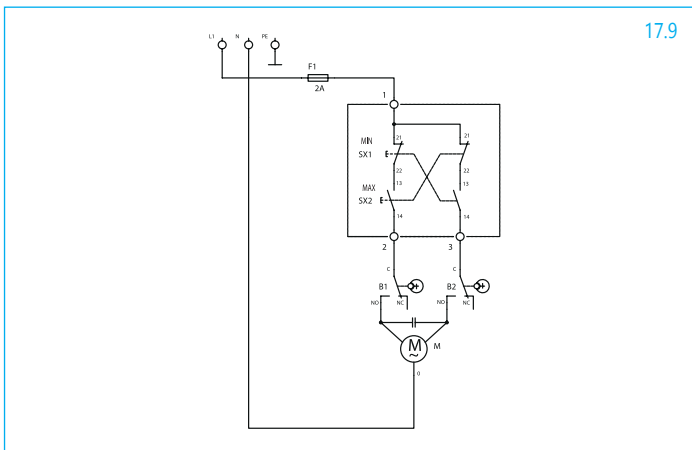 17.9
L1 N PE
F1
2A
1
MIN 21 21
SX1
22 22
13 13
MAX
SX2
14 14
2 3
C C
B1 B2
NO NC NO NC
M
~ M
0